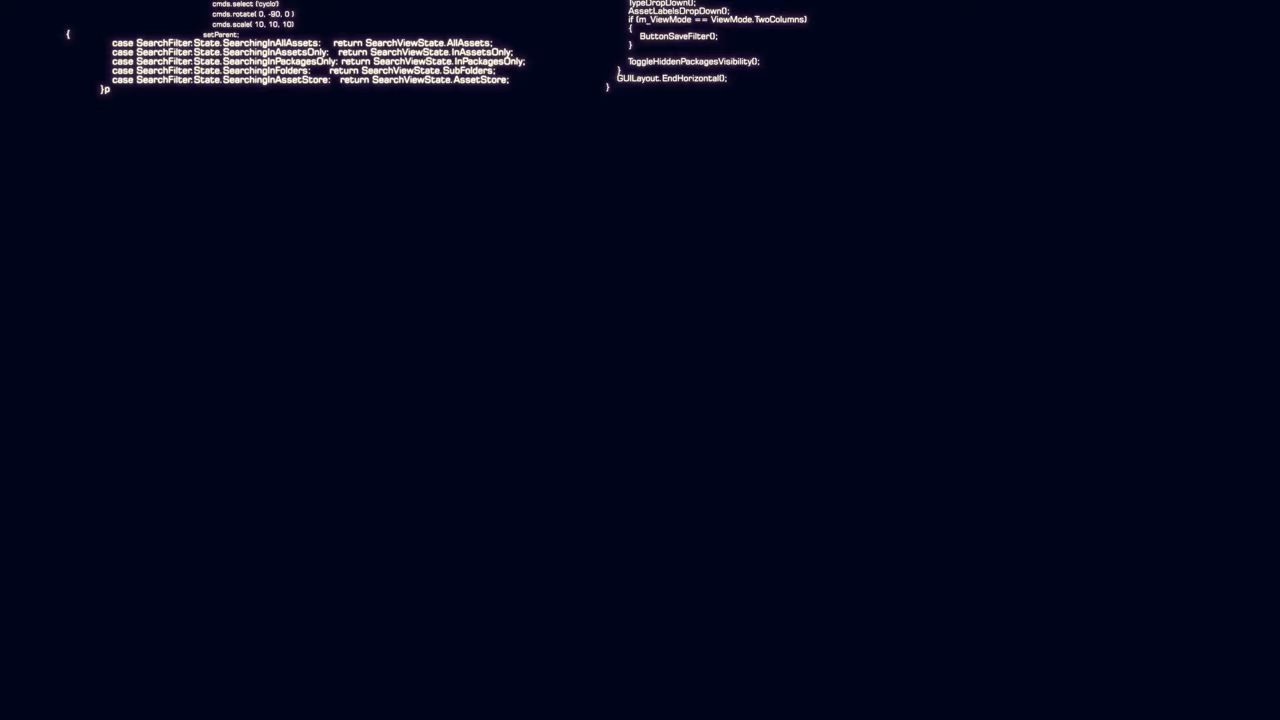 cmds.select ('cyclo')
cmds.rotate( 0, -90, 0 )
cmds.scale( 10, 10, 10)
setParent;
{
case SearchFilter.State.SearchingInAllAssets: return SearchViewState.AllAssets;
case SearchFilter.State.SearchingInAssetsOnly: return SearchViewState.InAssetsOnly;
case SearchFilter.State.SearchingInPackagesOnly: return SearchViewState.InPackagesOnly;
case SearchFilter.State.SearchingInFolders: return SearchViewState.SubFolders;
case SearchFilter.State.SearchingInAssetStore: return SearchViewState.AssetStore;
}p
TypeDropDown();
AssetLabelsDropDown();
if (m_ViewMode == ViewMode.TwoColumns)
{
ButtonSaveFilter();
}
ToggleHiddenPackagesVisibility();
}
GUILayout.EndHorizontal();
}